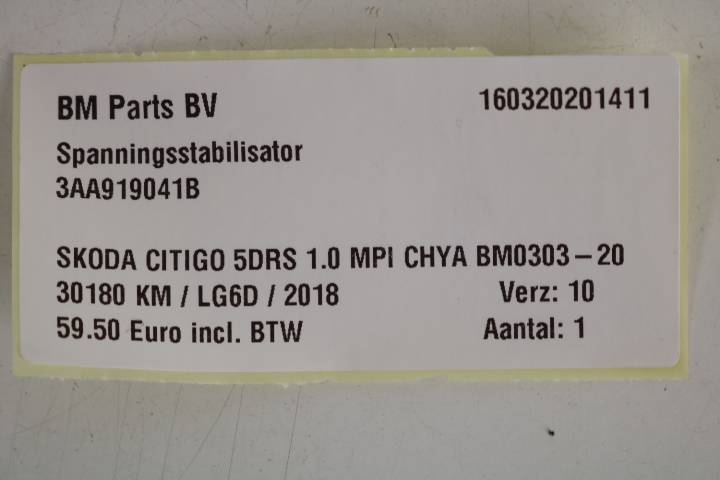 BM Parts BV 160320201411
Spanningsstabilisator
3AA919041B
SKODA CITIGO 5DRS 1.0 MPI CHYA BM0303-20
30180 KM / LG6D / 2018 Verz: 10
59.50 Euro incl. BTW Aantal: 1